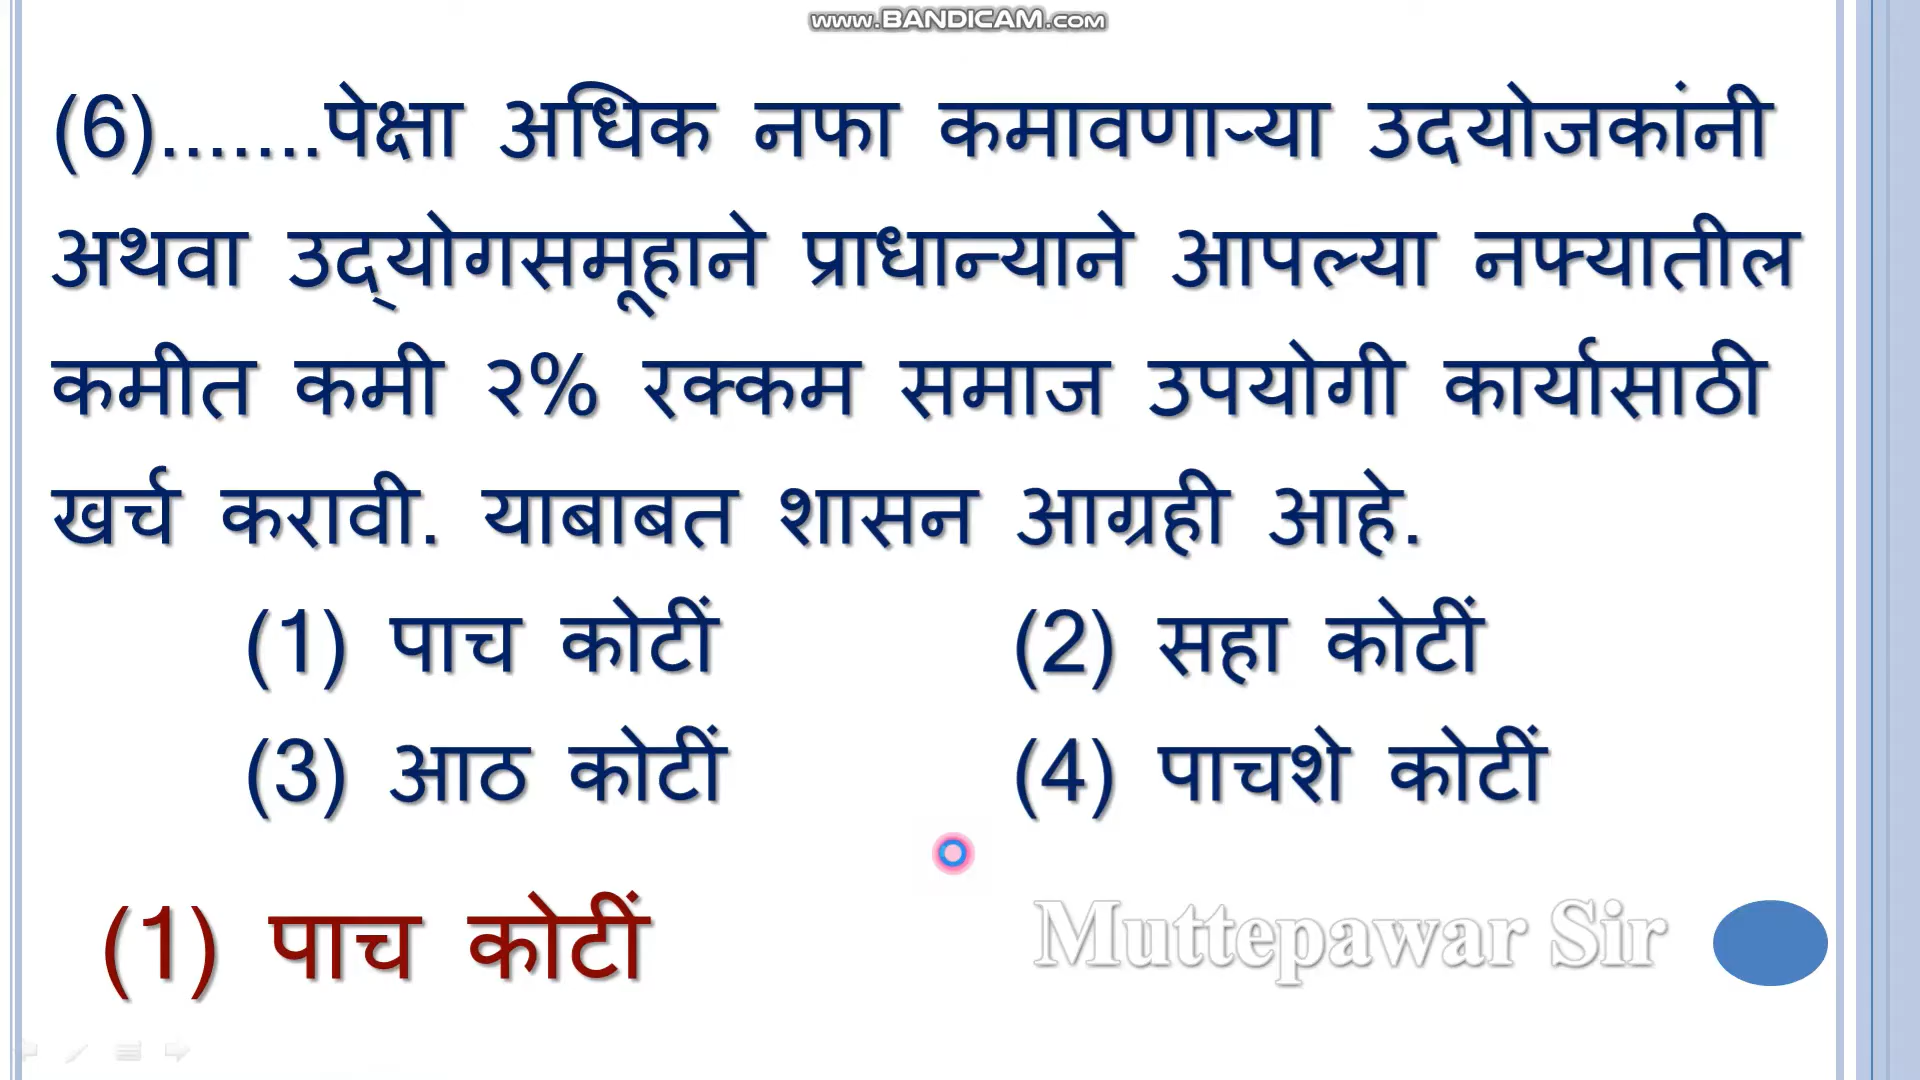 www.BANDICAM.com
(6).......पेक्षा अधिक नफा कमावणाऱ्या उदयोजकांनी
अथवा उद्‌योगसमूहाने प्राधान्याने आपल्या नफ्यातील
कमीत कमी २% रक्कम समाज उपयोगी कार्यासाठी
खर्च करावी. याबाबत शासन आग्रही आहे.
(1) पाच कोटीं (2) सहा कोटीं
(3) आठ कोटीं (4) पाचशे कोटीं
(1) पाच कोटीं Muttepawar Sir